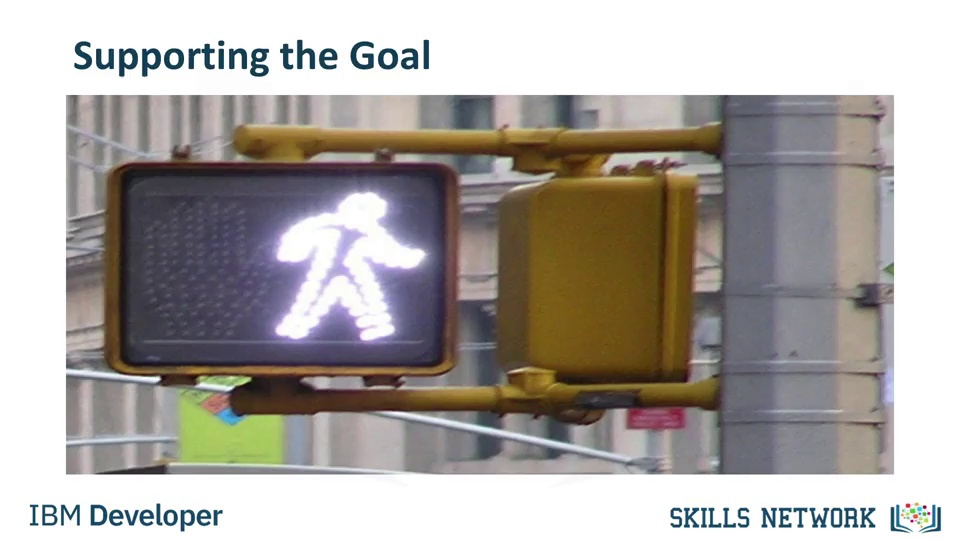 Supporting the Goal
IBM Developer
SKILLS NETWORK